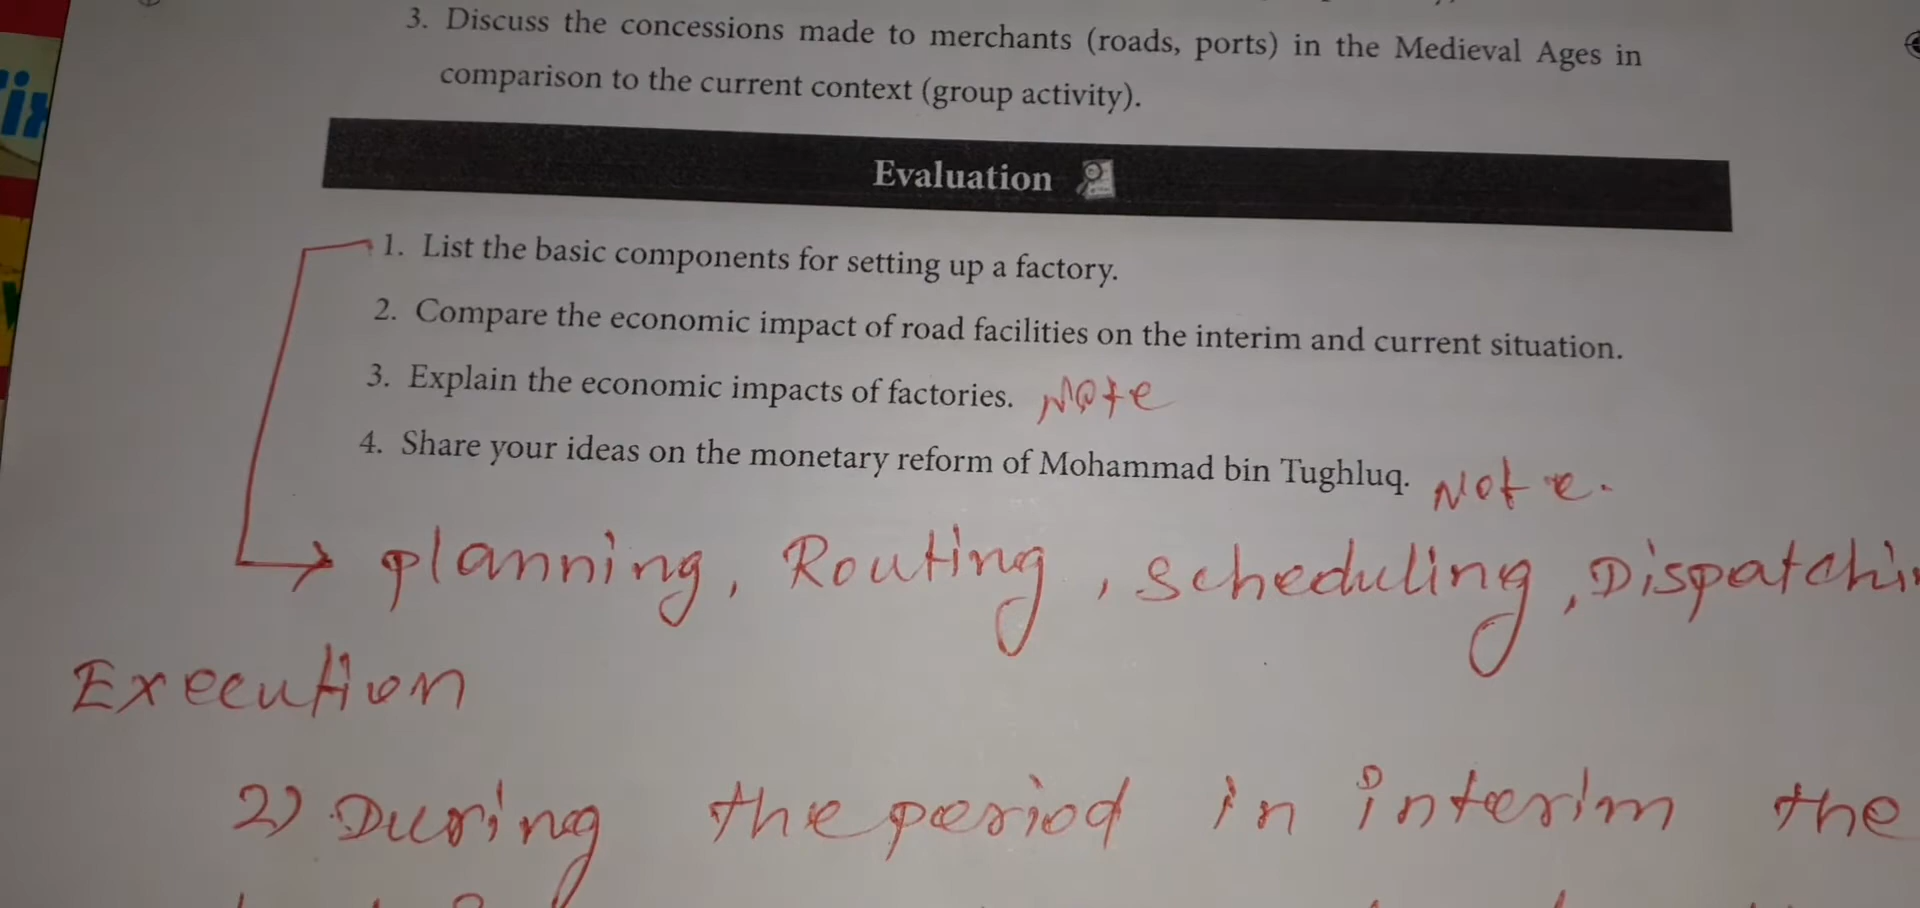 3. Discuss the concessions made to merchants (roads, ports) in the Medieval Ages in
comparison to the current context (group activity).
Evaluation
1. List the basic components for setting up a factory.
2. Compare the economic impact of road facilities on the interim and current situation.
3. Explain the economic impacts of factories. Note
4. Share your ideas on the monetary reform of Mohammad bin Tughluq. Note.
planning, Routing, scheduling, Dispatchin
Execution
2) During the period in interim the